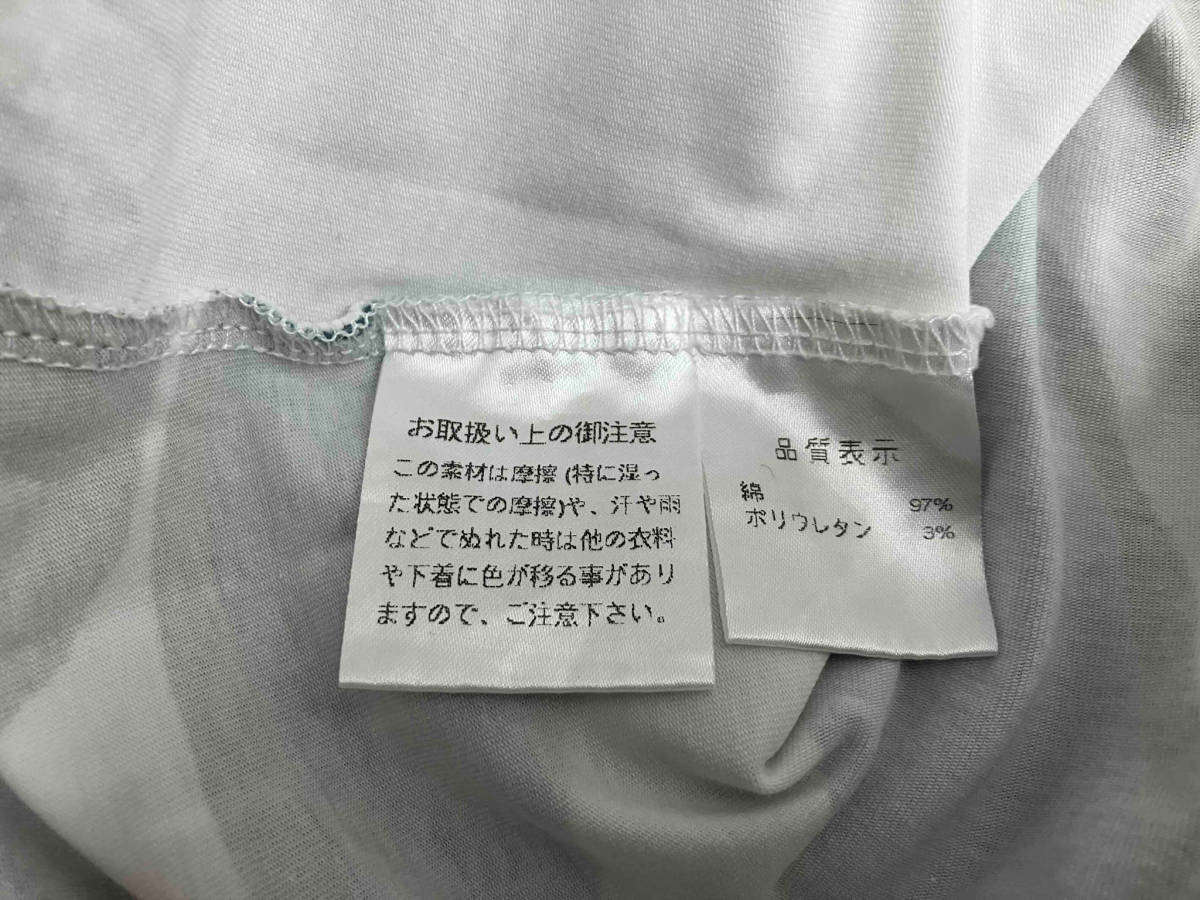 お取扱い上の御注意
この素材は摩擦(特に湿っ
た状態での摩擦)や、汗や雨
などでぬれた時は他の衣料
や下着に色が移る事があり
ますので、ご注意下さい。
品質表示
綿 97%
ポリウレタン 3%